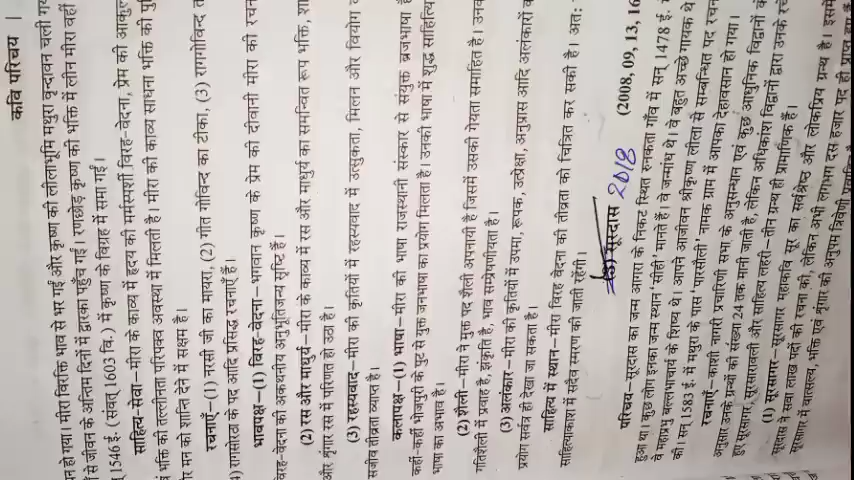 कवि परिचय |
न हो गया। मीरा विरक्ति भाव से भर गई और कृष्ण की लीलाभूमि मथुरा वृन्दावन चली गय
से जीवन के अन्तिम दिनों में द्वारका पहुँच गई। रणछोड़ कृष्ण की भक्ति में लीन मीरा वहीं
1546 ई. (संवत् 1603 वि.) में कृष्ण के विग्रह में समा गईं।
साहित्य-सेवा—मीरा के काव्य में हृदय की मर्मस्पर्शी विरह-वेदना, प्रेम की आकुल
भक्ति की तल्लीनता परिपक्व अवस्था में मिलती है। मीरा की काव्य साधना भक्ति की
र मन को शान्ति देने में सक्षम है।
रचनाएँ—(1) नरसी जी का मायरा, (2) गीत गोविन्द का टीका, (3) रागगोविन्द
4) रागसोरठा के पद आदि प्रसिद्ध रचनाएँ हैं।
भावपक्ष—(1) विरह-वेदना—भगवान कृष्ण के प्रेम की दीवानी मीरा की रचन
विरह-वेदना की अकथनीय अनुभूतिजन्य सृष्टि है।
(2) रस और माधुर्य—मीरा के काव्य में रस और माधुर्य का समन्वित रूप भक्ति, शा
और शृंगार रस में परिणत हो उठा है।
(3) रहस्यवाद—मीरा की कृतियों में रहस्यवाद में उत्सुकता, मिलन और वियोग
सजीव तीव्रता व्याप्त है।
कलापक्ष—(1) भाषा—मीरा की भाषा राजस्थानी संस्कार से संयुक्त ब्रजभाषा है
कहीं-कहीं भोजपुरी के पुट से युक्त जनभाषा का प्रयोग मिलता है। उनकी भाषा में शुद्ध साहित्यि
भाषा का अभाव है।
(2) शैली—मीरा ने मुक्त पद शैली अपनायी है जिसमें उसकी गेयता समाहित है। उनक
गतिशैली में प्रवाह है, झंकृति है, भाव सम्प्रेषणीयता है।
(3) अलंकार—मीरा की कृतियों में उपमा, रूपक, उत्प्रेक्षा, अनुप्रास आदि अलंकारों
प्रयोग सर्वत्र ही देखा जा सकता है।
साहित्य में स्थान—मीरा विरह वेदना की तीव्रता को चित्रित कर सकी है। अतः
साहित्याकाश में सदैव स्मरण की जाती रहेंगी।
(3) सूरदास 2018 (2008, 09, 13, 16
परिचय—सूरदास का जन्म आगरा के निकट स्थित रुनकता गाँव में सन् 1478 ई.
हुआ था। कुछ लोग इनका जन्म स्थान 'सीही' मानते हैं। वे जन्मांध थे। वे बहुत अच्छे गायक थे
वे महाप्रभु बल्लभाचार्य के शिष्य थे। आपने आजीवन श्रीकृष्ण लीला से सम्बन्धित पद रचन
की। सन् 1583 ई. में मथुरा के पास 'पारसौली' नामक ग्राम में आपका देहावसान हो गया।
रचनाएँ—काशी नागरी प्रचारिणी सभा के अनुसन्धान एवं कुछ आधुनिक विद्वानों
अनुसार उनके ग्रन्थों की संख्या 24 तक मानी जाती है, लेकिन अधिकांश विद्वानों द्वारा उनके
हुए सूरसागर, सूरसारावली और साहित्य लहरी—तीन ग्रन्थ ही प्रामाणिक हैं।
(1) सूरसागर—सूरसागर महाकवि सूर का सर्वश्रेष्ठ और लोकप्रिय ग्रन्थ है। इसमें
सूरदास ने सवा लाख पदों की रचना की, लेकिन अभी लगभग दस हजार पद ही प्राप्त
सूरसागर में वात्सल्य, भक्ति एवं शृंगार की अनुपम त्रिवेणी